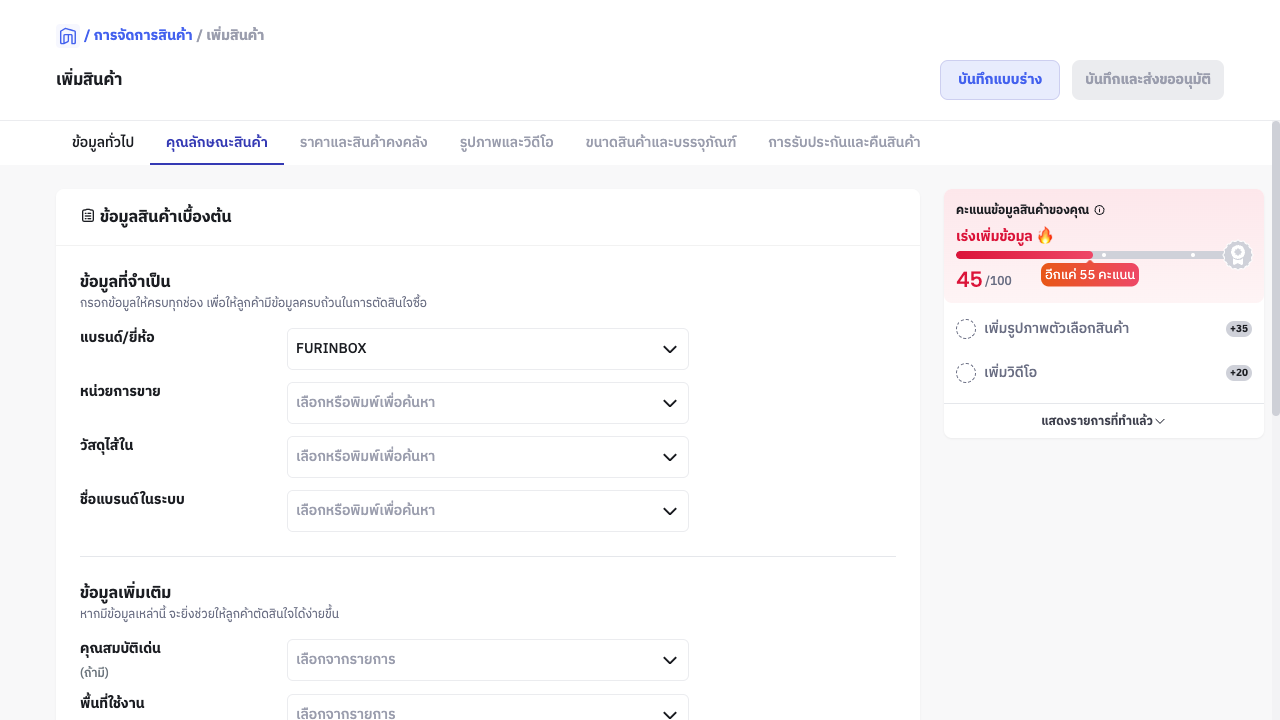 / การจัดการสินค้า / เพิ่มสินค้า
เพิ่มสินค้า
บันทึกแบบร่าง
บันทึกและส่งขออนุมัติ
ข้อมูลทั่วไป คุณลักษณะสินค้า ราคาและสินค้าคงคลัง รูปภาพและวิดีโอ ขนาดสินค้าและบรรจุภัณฑ์ การรับประกันและคืนสินค้า
ข้อมูลสินค้าเบื้องต้น
ข้อมูลที่จำเป็น
กรอกข้อมูลให้ครบทุกช่อง เพื่อให้ลูกค้ามีข้อมูลครบถ้วนในการตัดสินใจซื้อ
แบรนด์/ยี่ห้อ
FURINBOX
หน่วยการขาย
เลือกหรือพิมพ์เพื่อค้นหา
วัสดุไส้ใน
เลือกหรือพิมพ์เพื่อค้นหา
ชื่อแบรนด์ในระบบ
เลือกหรือพิมพ์เพื่อค้นหา
ข้อมูลเพิ่มเติม
หากมีข้อมูลเหล่านี้ จะยิ่งช่วยให้ลูกค้าตัดสินใจได้ง่ายขึ้น
คุณสมบัติเด่น
(ถ้ามี)
เลือกจากรายการ
พื้นที่ใช้งาน
เลือกจากรายการ
คะแนนข้อมูลสินค้าของคุณ
เร่งเพิ่มข้อมูล 🔥
45 /100
อีกแค่ 55 คะแนน
เพิ่มรูปภาพตัวเลือกสินค้า +35
เพิ่มวิดีโอ +20
แสดงรายการที่ทำแล้ว